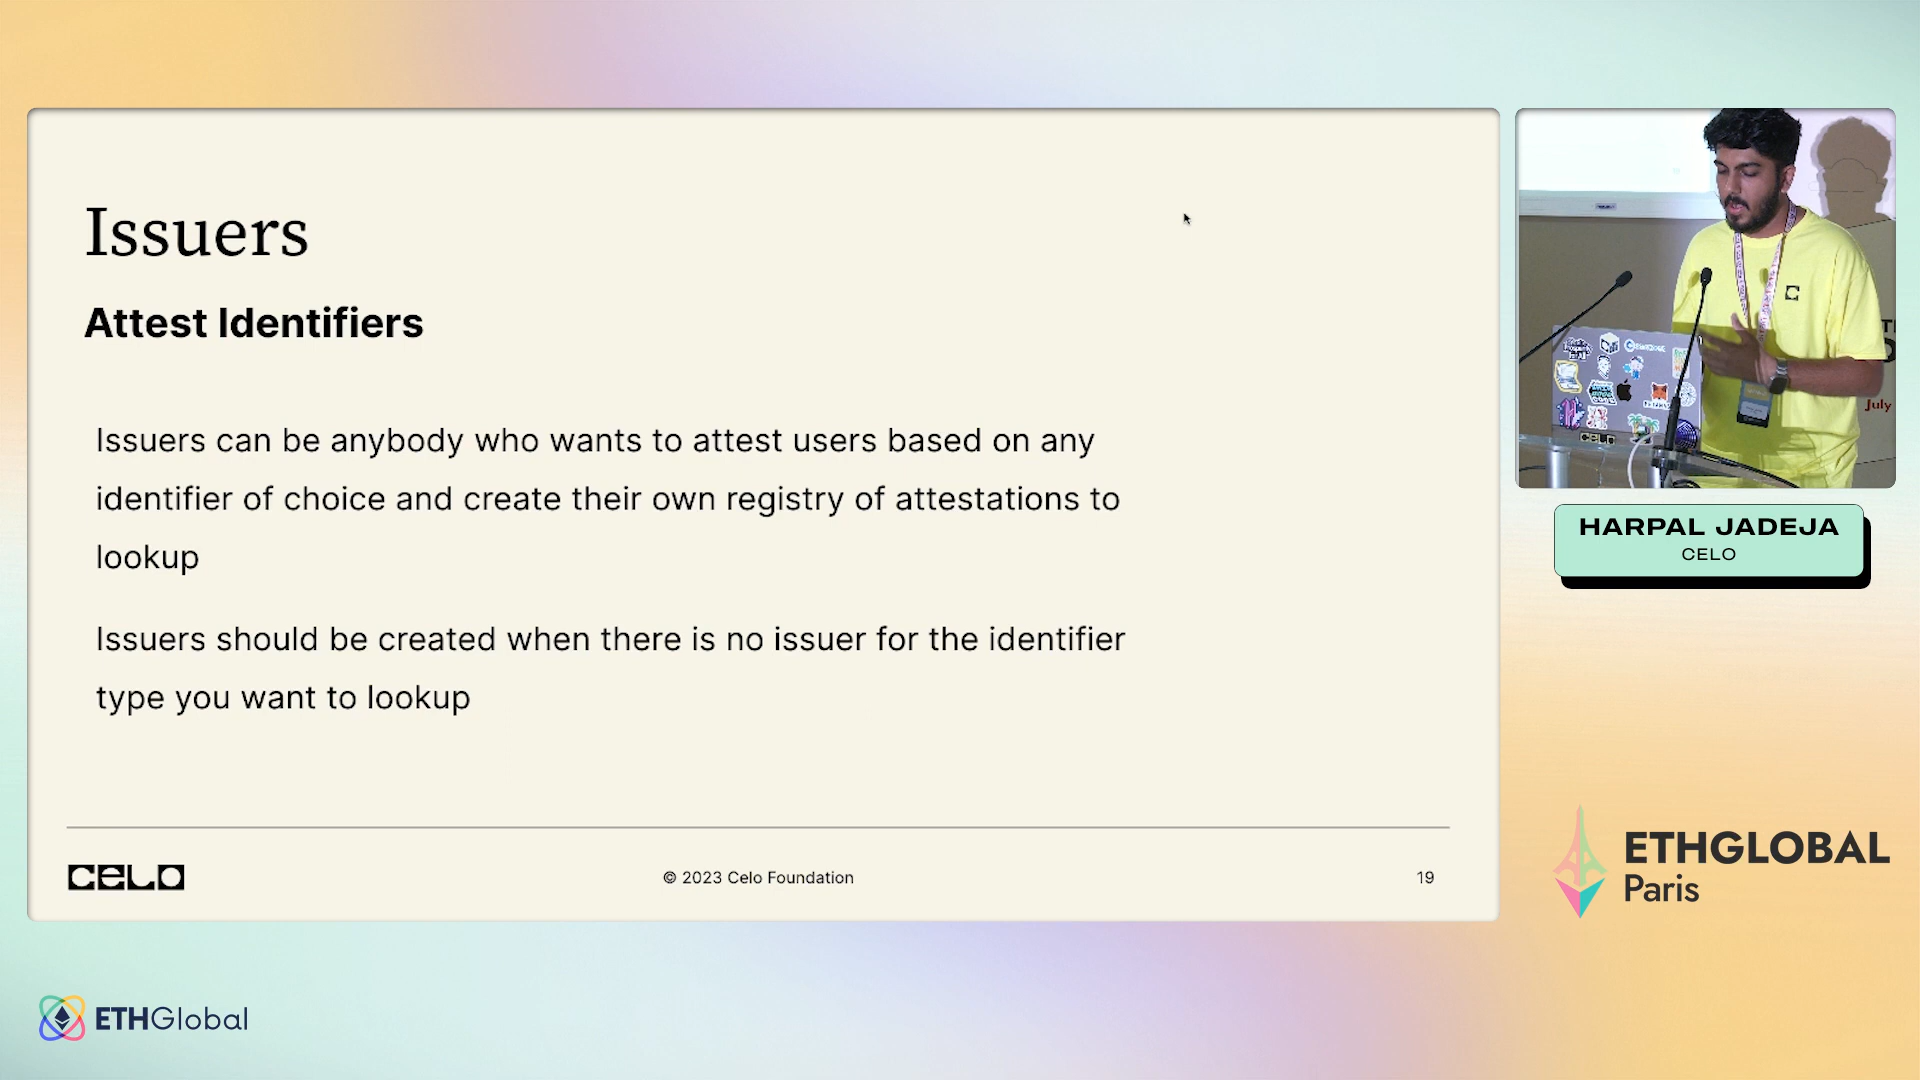 Issuers
Attest Identifiers
Issuers can be anybody who wants to attest users based on any
identifier of choice and create their own registry of attestations to
lookup
Issuers should be created when there is no issuer for the identifier
type you want to lookup
CELO
© 2023 Celo Foundation
19
July
CELO
HARPAL JADEJA
CELO
ETHGLOBAL
Paris
ETHGlobal